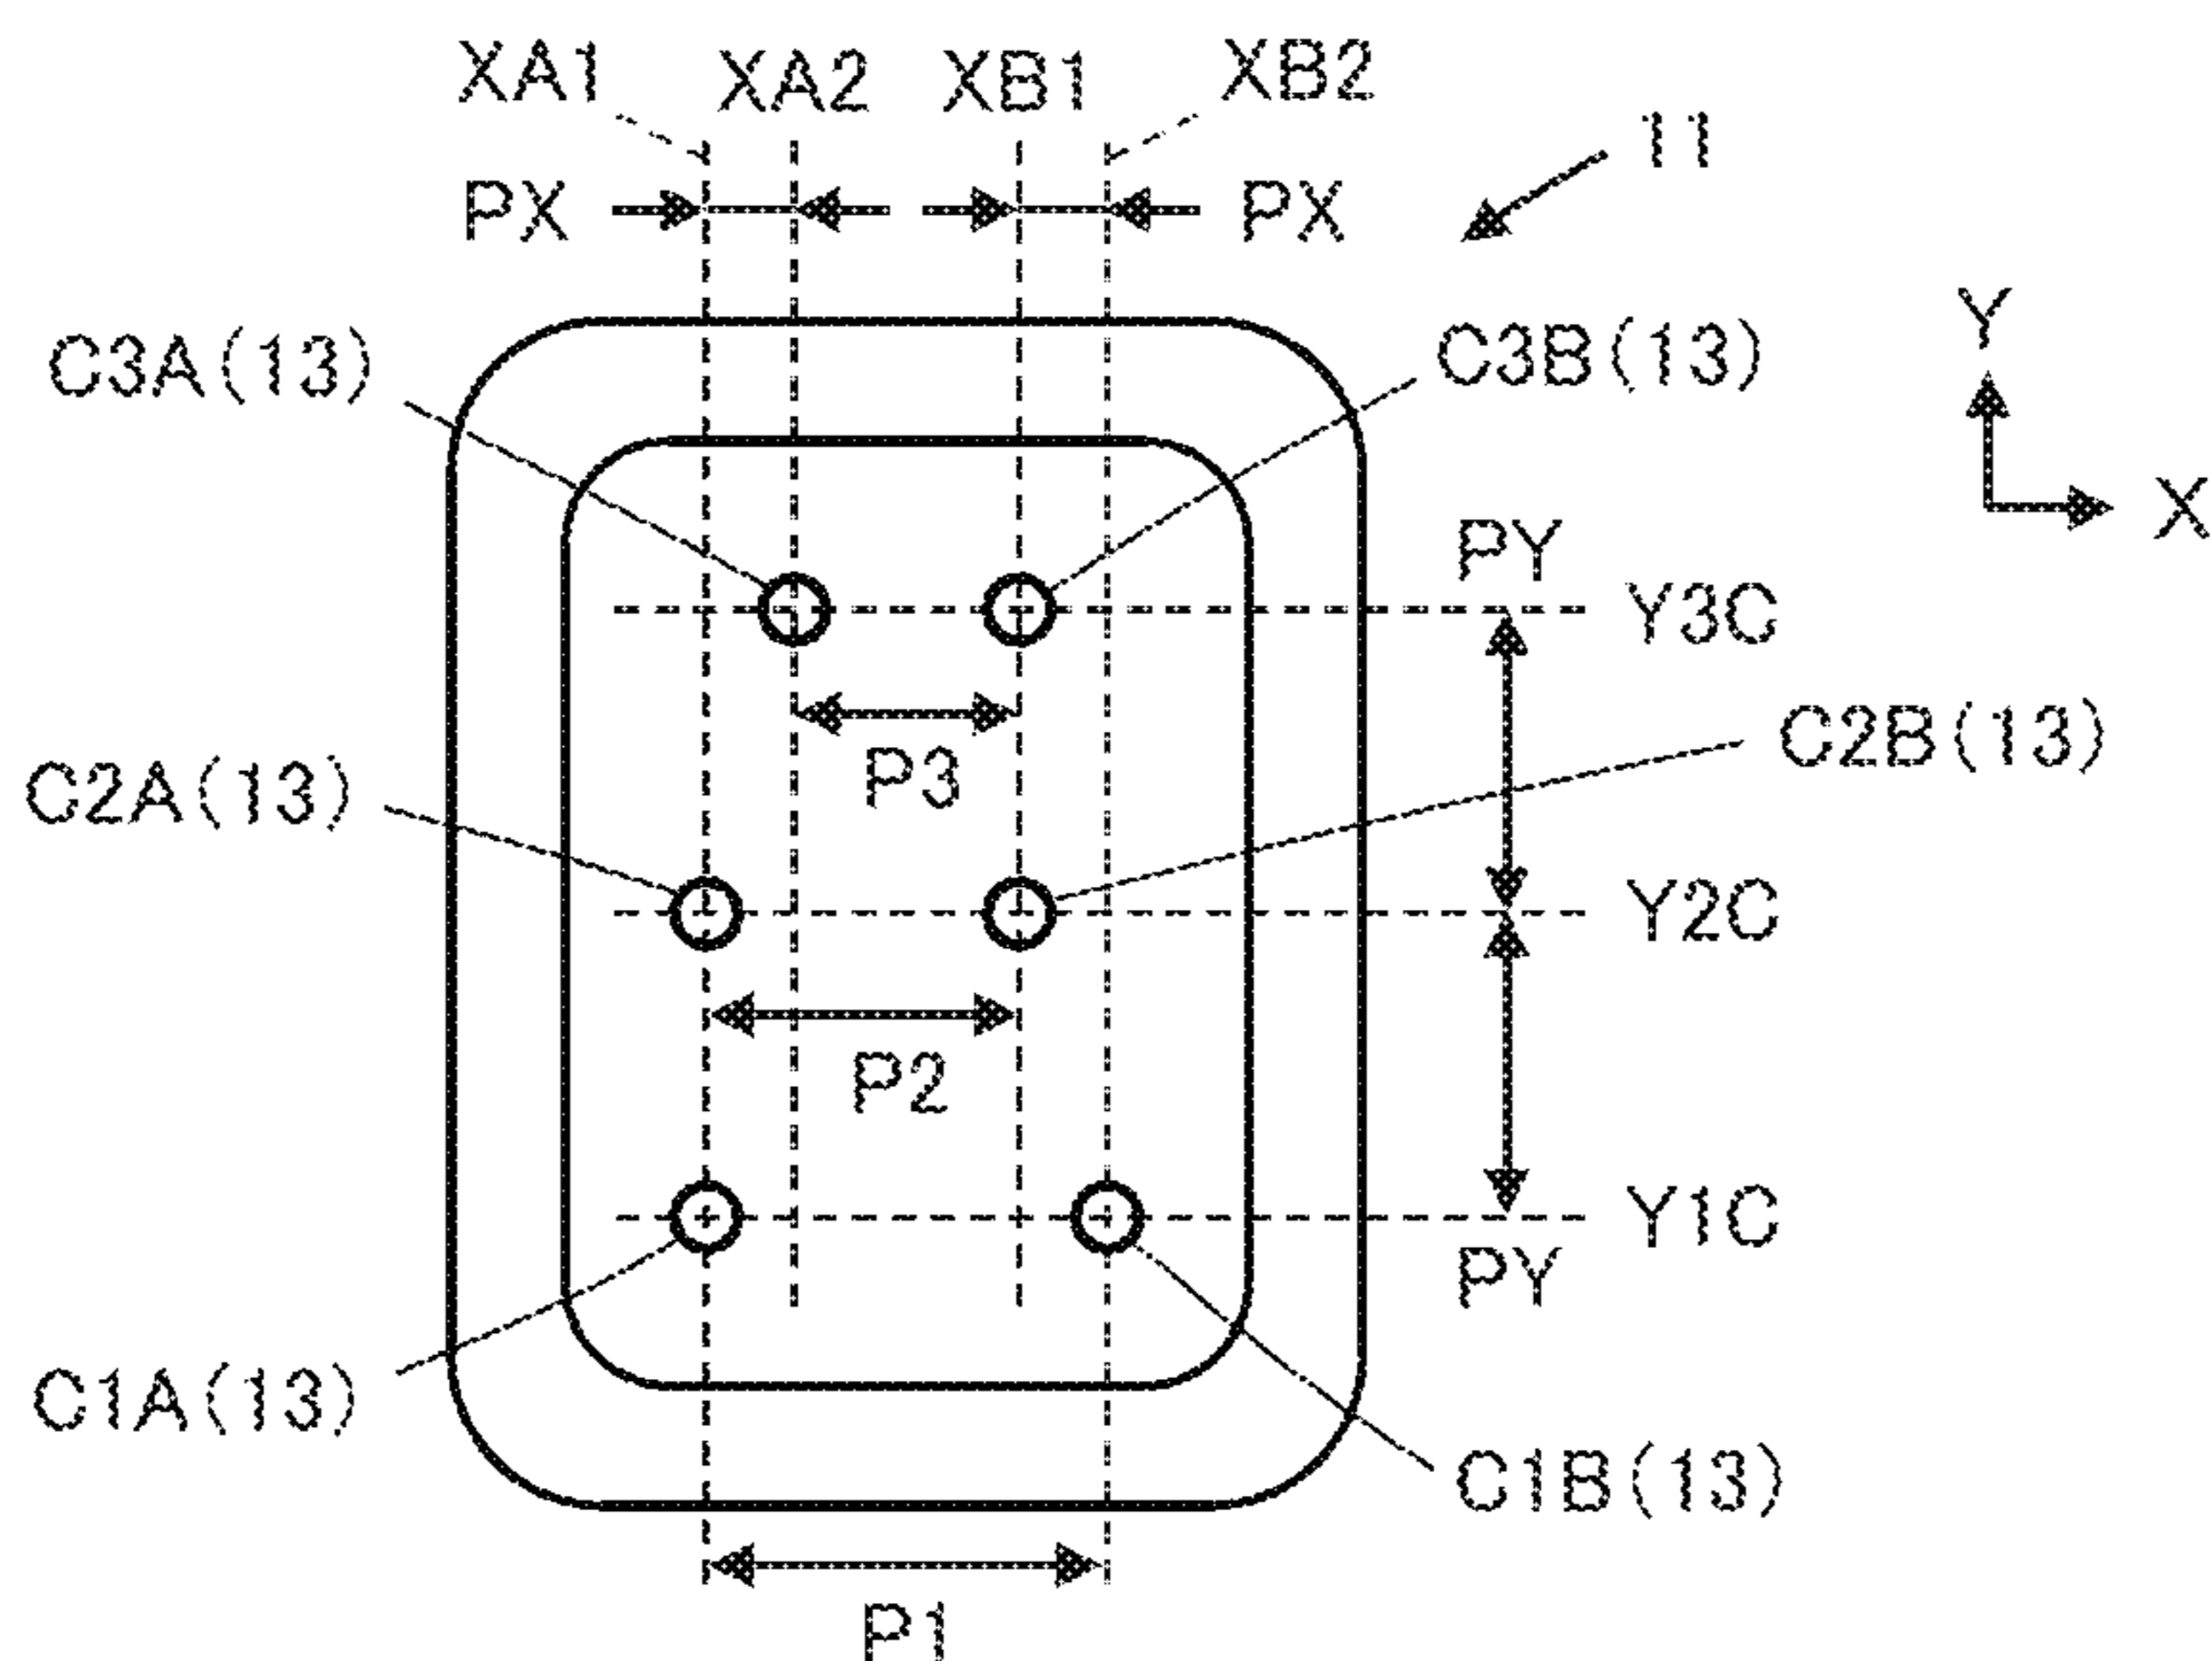 XA1 XA2 XB1 XB2
11
PX PX
Y
C3A(13) C3B(13)
X
PY
Y3C
C2B(13)
P3
C2A(13)
Y2C
P2
Y1C
PY
C1A(13)
C1B(13)
P1